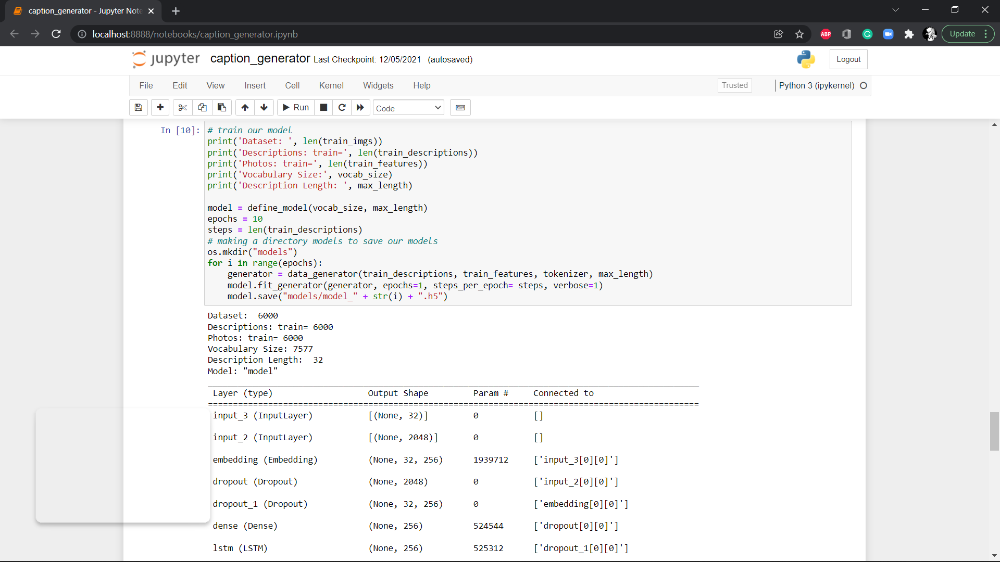 caption_generator - Jupyter Note
localhost:8888/notebooks/caption_generator.ipynb
ABP
Update
jupyter caption_generator Last Checkpoint: 12/05/2021 (autosaved)
Logout
File Edit View Insert Cell Kernel Widgets Help
Trusted
Python 3 (ipykernel)
Run
Code
In [10]:
# train our model
print('Dataset: ', len(train_imgs))
print('Descriptions: train=', len(train_descriptions))
print('Photos: train=', len(train_features))
print('Vocabulary Size:', vocab_size)
print('Description Length: ', max_length)
model = define_model(vocab_size, max_length)
epochs = 10
steps = len(train_descriptions)
# making a directory models to save our models
os.mkdir("models")
for i in range(epochs):
    generator = data_generator(train_descriptions, train_features, tokenizer, max_length)
    model.fit_generator(generator, epochs=1, steps_per_epoch= steps, verbose=1)
    model.save("models/model_" + str(i) + ".h5")
Dataset:  6000
Descriptions: train= 6000
Photos: train= 6000
Vocabulary Size: 7577
Description Length:  32
Model: "model"
Layer (type) Output Shape Param # Connected to
input_3 (InputLayer) [(None, 32)] 0 []
input_2 (InputLayer) [(None, 2048)] 0 []
embedding (Embedding) (None, 32, 256) 1939712 ['input_3[0][0]']
dropout (Dropout) (None, 2048) 0 ['input_2[0][0]']
dropout_1 (Dropout) (None, 32, 256) 0 ['embedding[0][0]']
dense (Dense) (None, 256) 524544 ['dropout[0][0]']
lstm (LSTM) (None, 256) 525312 ['dropout_1[0][0]']